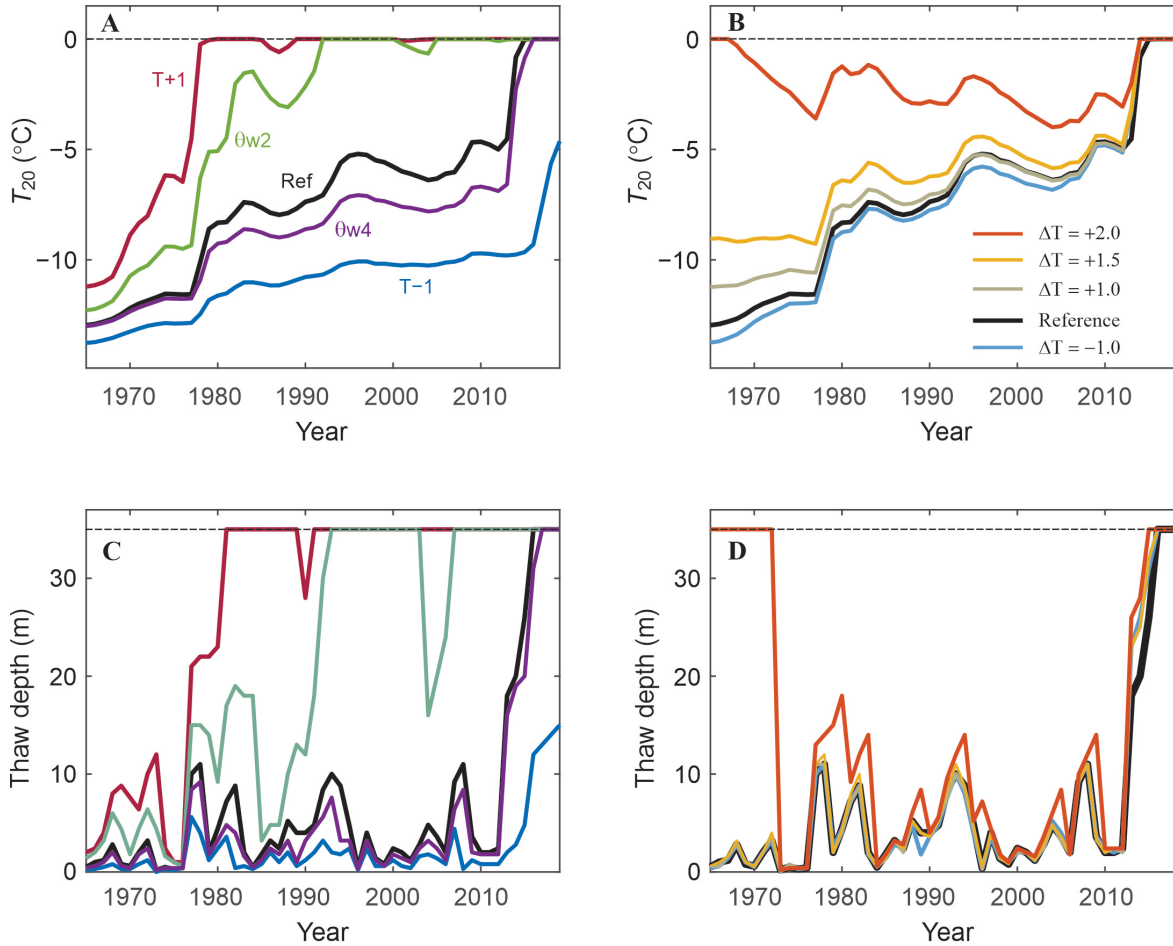 A
0
−5
−10
T20 (°C)
T+1
θw2
Ref
θw4
T−1
1970 1980 1990 2000 2010
Year
B
0
−5
−10
T20 (°C)
ΔT = +2.0
ΔT = +1.5
ΔT = +1.0
Reference
ΔT = −1.0
1970 1980 1990 2000 2010
Year
C
30
20
10
0
Thaw depth (m)
1970 1980 1990 2000 2010
Year
D
30
20
10
0
Thaw depth (m)
1970 1980 1990 2000 2010
Year